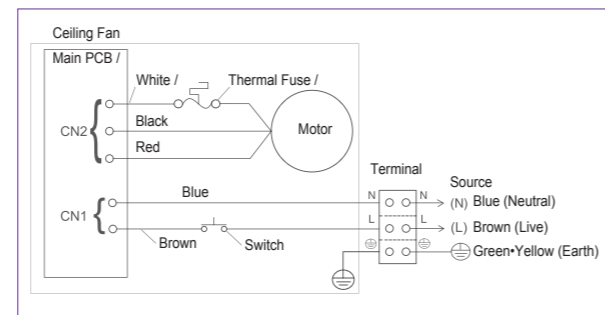 Ceiling Fan
Main PCB /
White /
Thermal Fuse /
CN2
Black
Motor
Red
Terminal
Source
Blue
N
N
(N) Blue (Neutral)
CN1
L
L
(L) Brown (Live)
Brown
Switch
Green•Yellow (Earth)